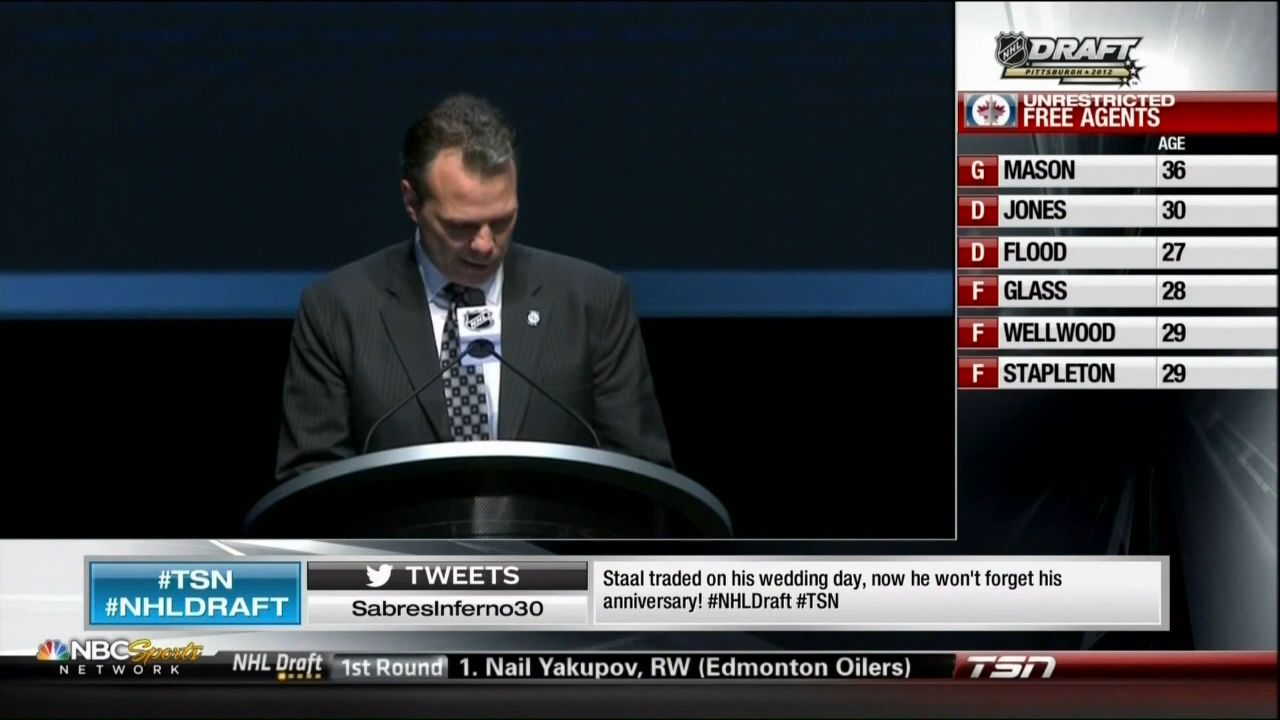 NHL
DRAFT
PITTSBURGH ★ 2012
UNRESTRICTED
FREE AGENTS
AGE
G MASON 36
D JONES 30
D FLOOD 27
F GLASS 28
F WELLWOOD 29
F STAPLETON 29
NHL
#TSN
#NHLDRAFT
TWEETS
SabresInferno30
Staal traded on his wedding day, now he won't forget his
anniversary! #NHLDraft #TSN
NBC Sports
NETWORK
NHL Draft 1st Round 1. Nail Yakupov, RW (Edmonton Oilers) TSN